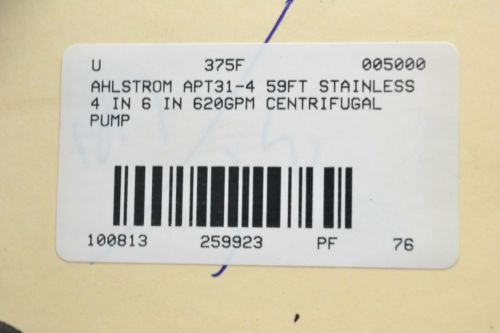 U 375F 005000
AHLSTROM APT31-4 59FT STAINLESS
4 IN 6 IN 620GPM CENTRIFUGAL
PUMP
100813 259923 PF 76